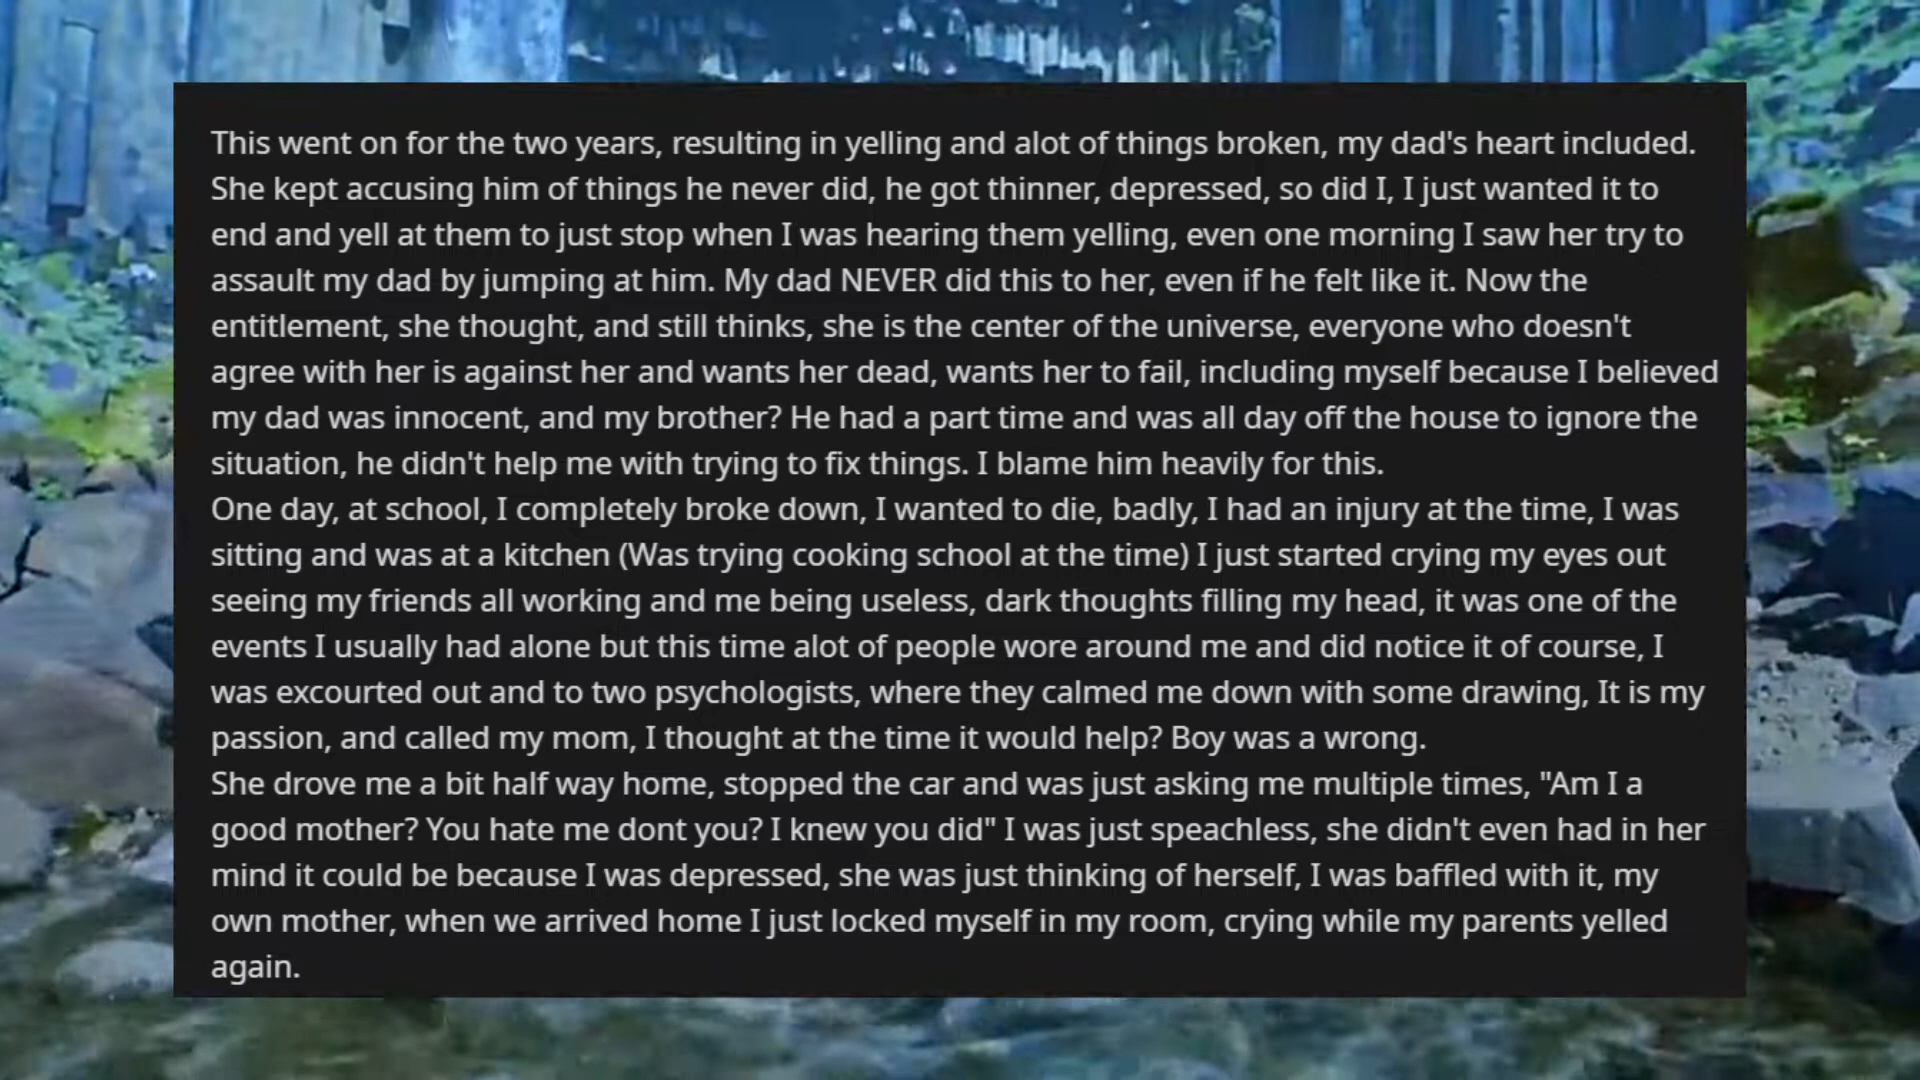 This went on for the two years, resulting in yelling and alot of things broken, my dad's heart included.
She kept accusing him of things he never did, he got thinner, depressed, so did I, I just wanted it to
end and yell at them to just stop when I was hearing them yelling, even one morning I saw her try to
assault my dad by jumping at him. My dad NEVER did this to her, even if he felt like it. Now the
entitlement, she thought, and still thinks, she is the center of the universe, everyone who doesn't
agree with her is against her and wants her dead, wants her to fail, including myself because I believed
my dad was innocent, and my brother? He had a part time and was all day off the house to ignore the
situation, he didn't help me with trying to fix things. I blame him heavily for this.
One day, at school, I completely broke down, I wanted to die, badly, I had an injury at the time, I was
sitting and was at a kitchen (Was trying cooking school at the time) I just started crying my eyes out
seeing my friends all working and me being useless, dark thoughts filling my head, it was one of the
events I usually had alone but this time alot of people wore around me and did notice it of course, I
was excourted out and to two psychologists, where they calmed me down with some drawing, It is my
passion, and called my mom, I thought at the time it would help? Boy was a wrong.
She drove me a bit half way home, stopped the car and was just asking me multiple times, "Am I a
good mother? You hate me dont you? I knew you did" I was just speachless, she didn't even had in her
mind it could be because I was depressed, she was just thinking of herself, I was baffled with it, my
own mother, when we arrived home I just locked myself in my room, crying while my parents yelled
again.